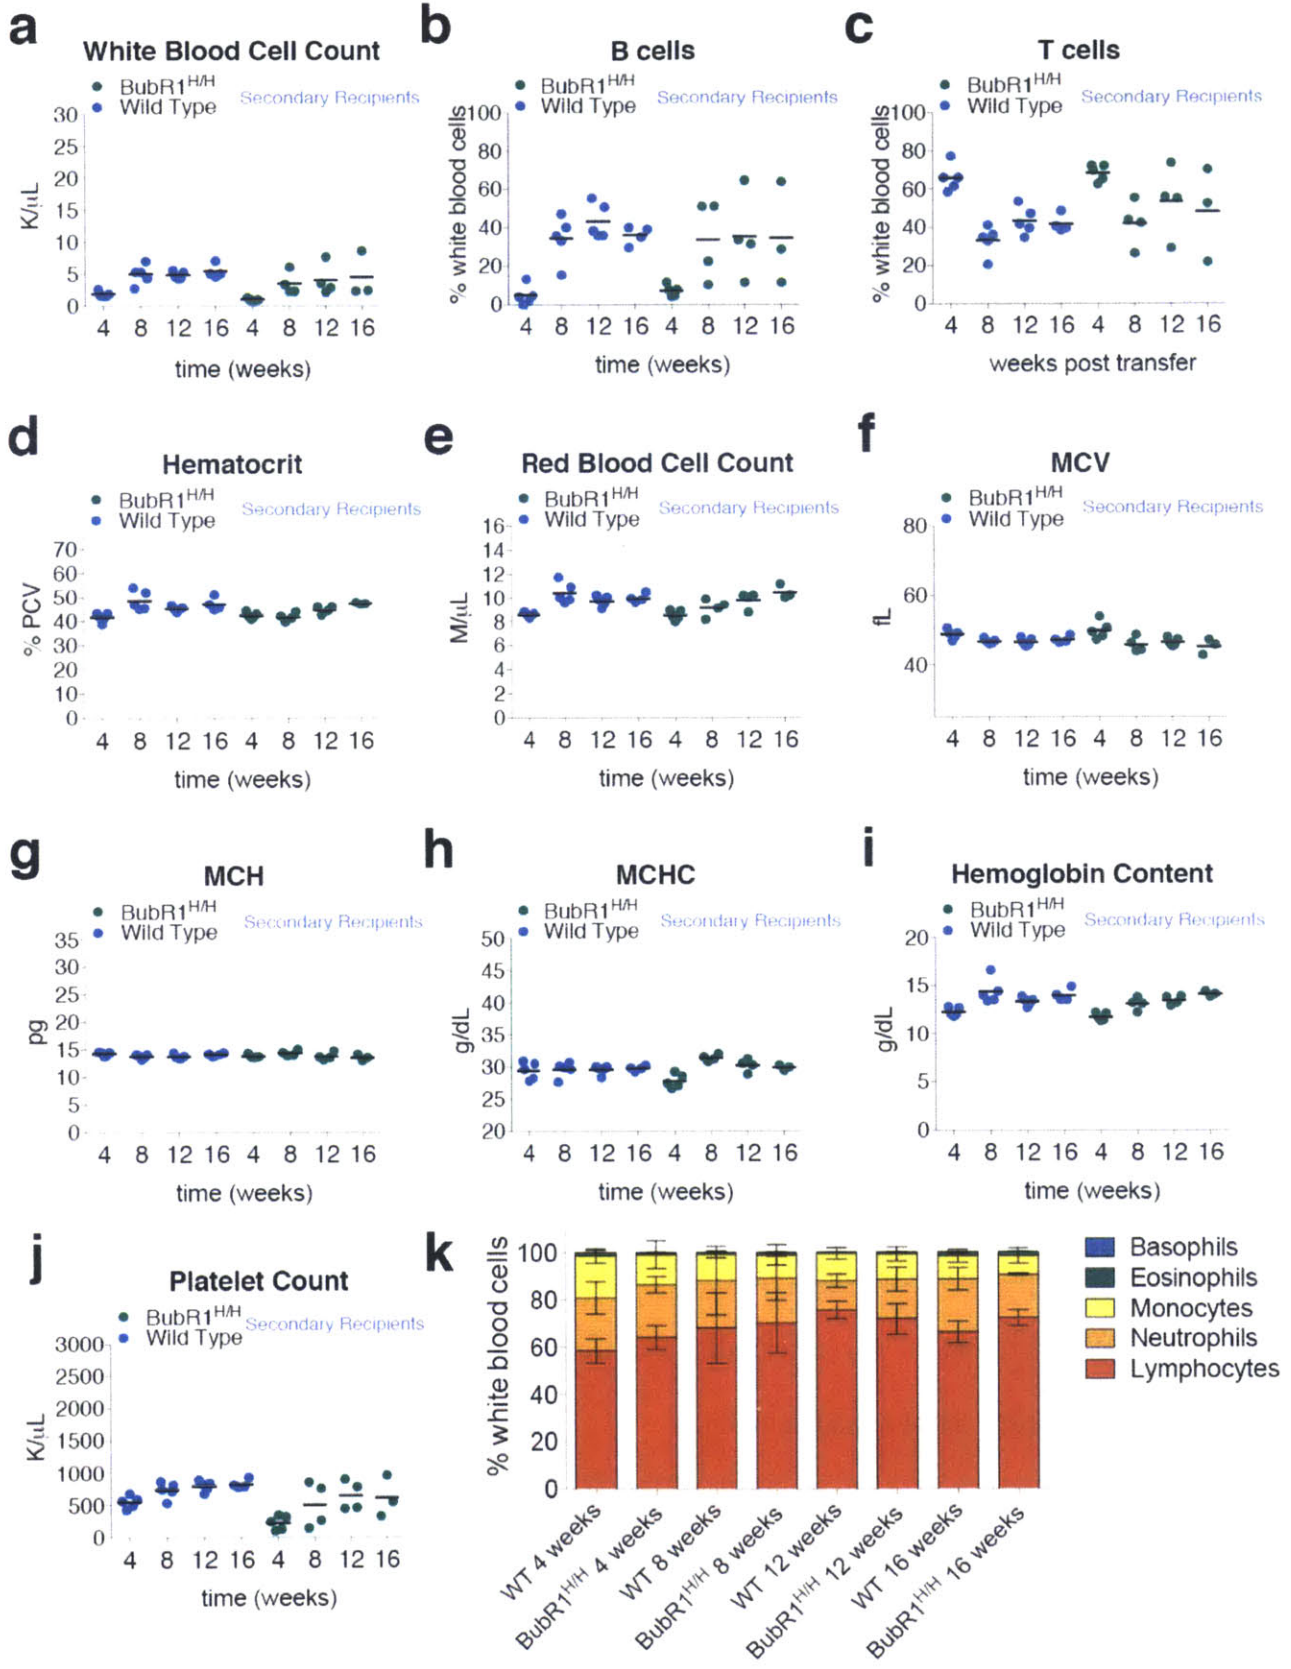 a
White Blood Cell Count
BubR1H/H
Wild Type
Secondary Recipients
K/µL
30
25
20
15
10
5
0
4 8 12 16 4 8 12 16
time (weeks)
b
B cells
BubR1H/H
Wild Type
Secondary Recipients
% white blood cells
100
80
60
40
20
0
4 8 12 16 4 8 12 16
time (weeks)
c
T cells
BubR1H/H
Wild Type
Secondary Recipients
% white blood cells
100
80
60
40
20
0
4 8 12 16 4 8 12 16
weeks post transfer
d
Hematocrit
BubR1H/H
Wild Type
Secondary Recipients
% PCV
70
60
50
40
30
20
10
0
4 8 12 16 4 8 12 16
time (weeks)
e
Red Blood Cell Count
BubR1H/H
Wild Type
Secondary Recipients
M/µL
16
14
12
10
8
6
4
2
0
4 8 12 16 4 8 12 16
time (weeks)
f
MCV
BubR1H/H
Wild Type
Secondary Recipients
fL
80
60
40
4 8 12 16 4 8 12 16
time (weeks)
g
MCH
BubR1H/H
Wild Type
Secondary Recipients
pg
35
30
25
20
15
10
5
0
4 8 12 16 4 8 12 16
time (weeks)
h
MCHC
BubR1H/H
Wild Type
Secondary Recipients
g/dL
50
45
40
35
30
25
20
4 8 12 16 4 8 12 16
time (weeks)
i
Hemoglobin Content
BubR1H/H
Wild Type
Secondary Recipients
g/dL
20
15
10
5
0
4 8 12 16 4 8 12 16
time (weeks)
j
Platelet Count
BubR1H/H
Wild Type
Secondary Recipients
K/µL
3000
2500
2000
1500
1000
500
0
4 8 12 16 4 8 12 16
time (weeks)
k
% white blood cells
100
80
60
40
20
0
WT 4 weeks
BubR1H/H 4 weeks
WT 8 weeks
BubR1H/H 8 weeks
WT 12 weeks
BubR1H/H 12 weeks
WT 16 weeks
BubR1H/H 16 weeks
Basophils
Eosinophils
Monocytes
Neutrophils
Lymphocytes